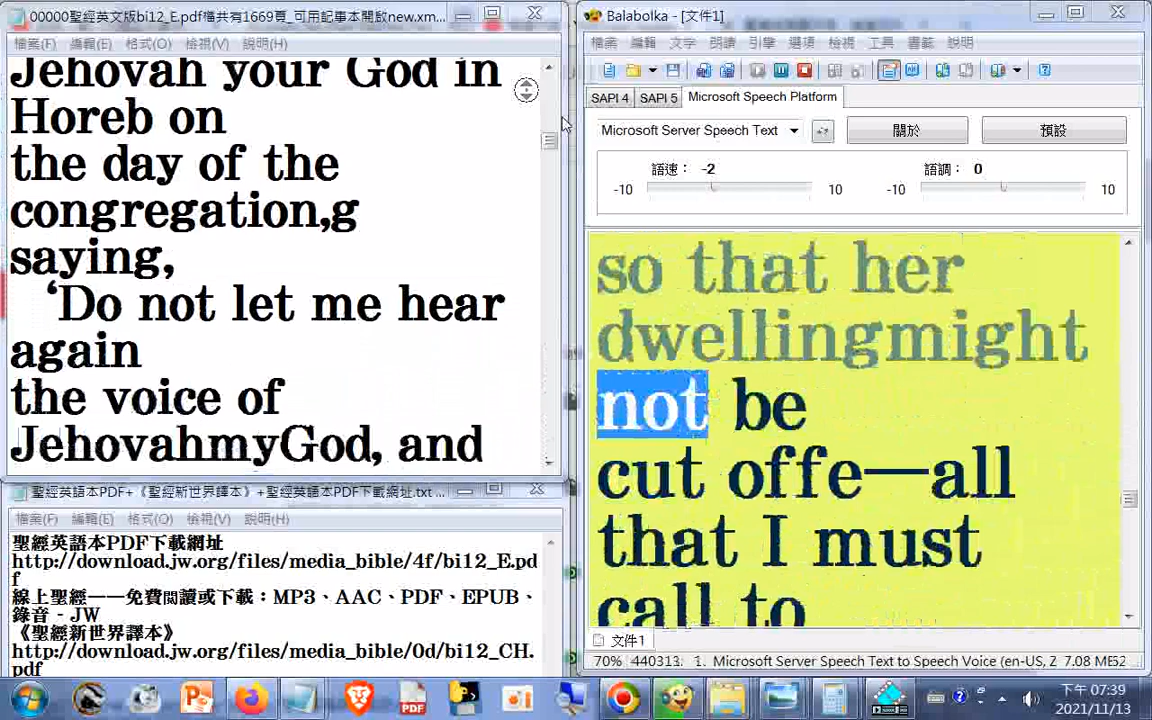 00000聖經英文版bi12_E.pdf檔共有1669頁_可用記事本開啟new.xm...
檔案(F) 編輯(E) 格式(O) 檢視(V) 說明(H)
Jehovah your God in
Horeb on
the day of the
congregation,g
saying,
‘Do not let me hear
again
the voice of
JehovahmyGod, and
聖經英語本PDF+《聖經新世界譯本》+聖經英語本PDF下載網址.txt ...
檔案(F) 編輯(E) 格式(O) 檢視(V) 說明(H)
聖經英語本PDF下載網址
http://download.jw.org/files/media_bible/4f/bi12_E.pd
f
線上聖經——免費閱讀或下載：MP3、AAC、PDF、EPUB、
錄音 - JW
《聖經新世界譯本》
http://download.jw.org/files/media_bible/0d/bi12_CH.
pdf
Balabolka - [文件1]
檔案 編輯 文字 朗讀 引擎 選項 檢視 工具 書籤 說明
SAPI 4 SAPI 5 Microsoft Speech Platform
Microsoft Server Speech Text 關於 預設
語速： -2 語調： 0
-10 10 -10 10
so that her
dwellingmight
not be
cut offe—all
that I must
call to
文件1
70% 440313. 1. Microsoft Server Speech Text to Speech Voice (en-US, Z 7.08 MB
下午 07:39
2021/11/13